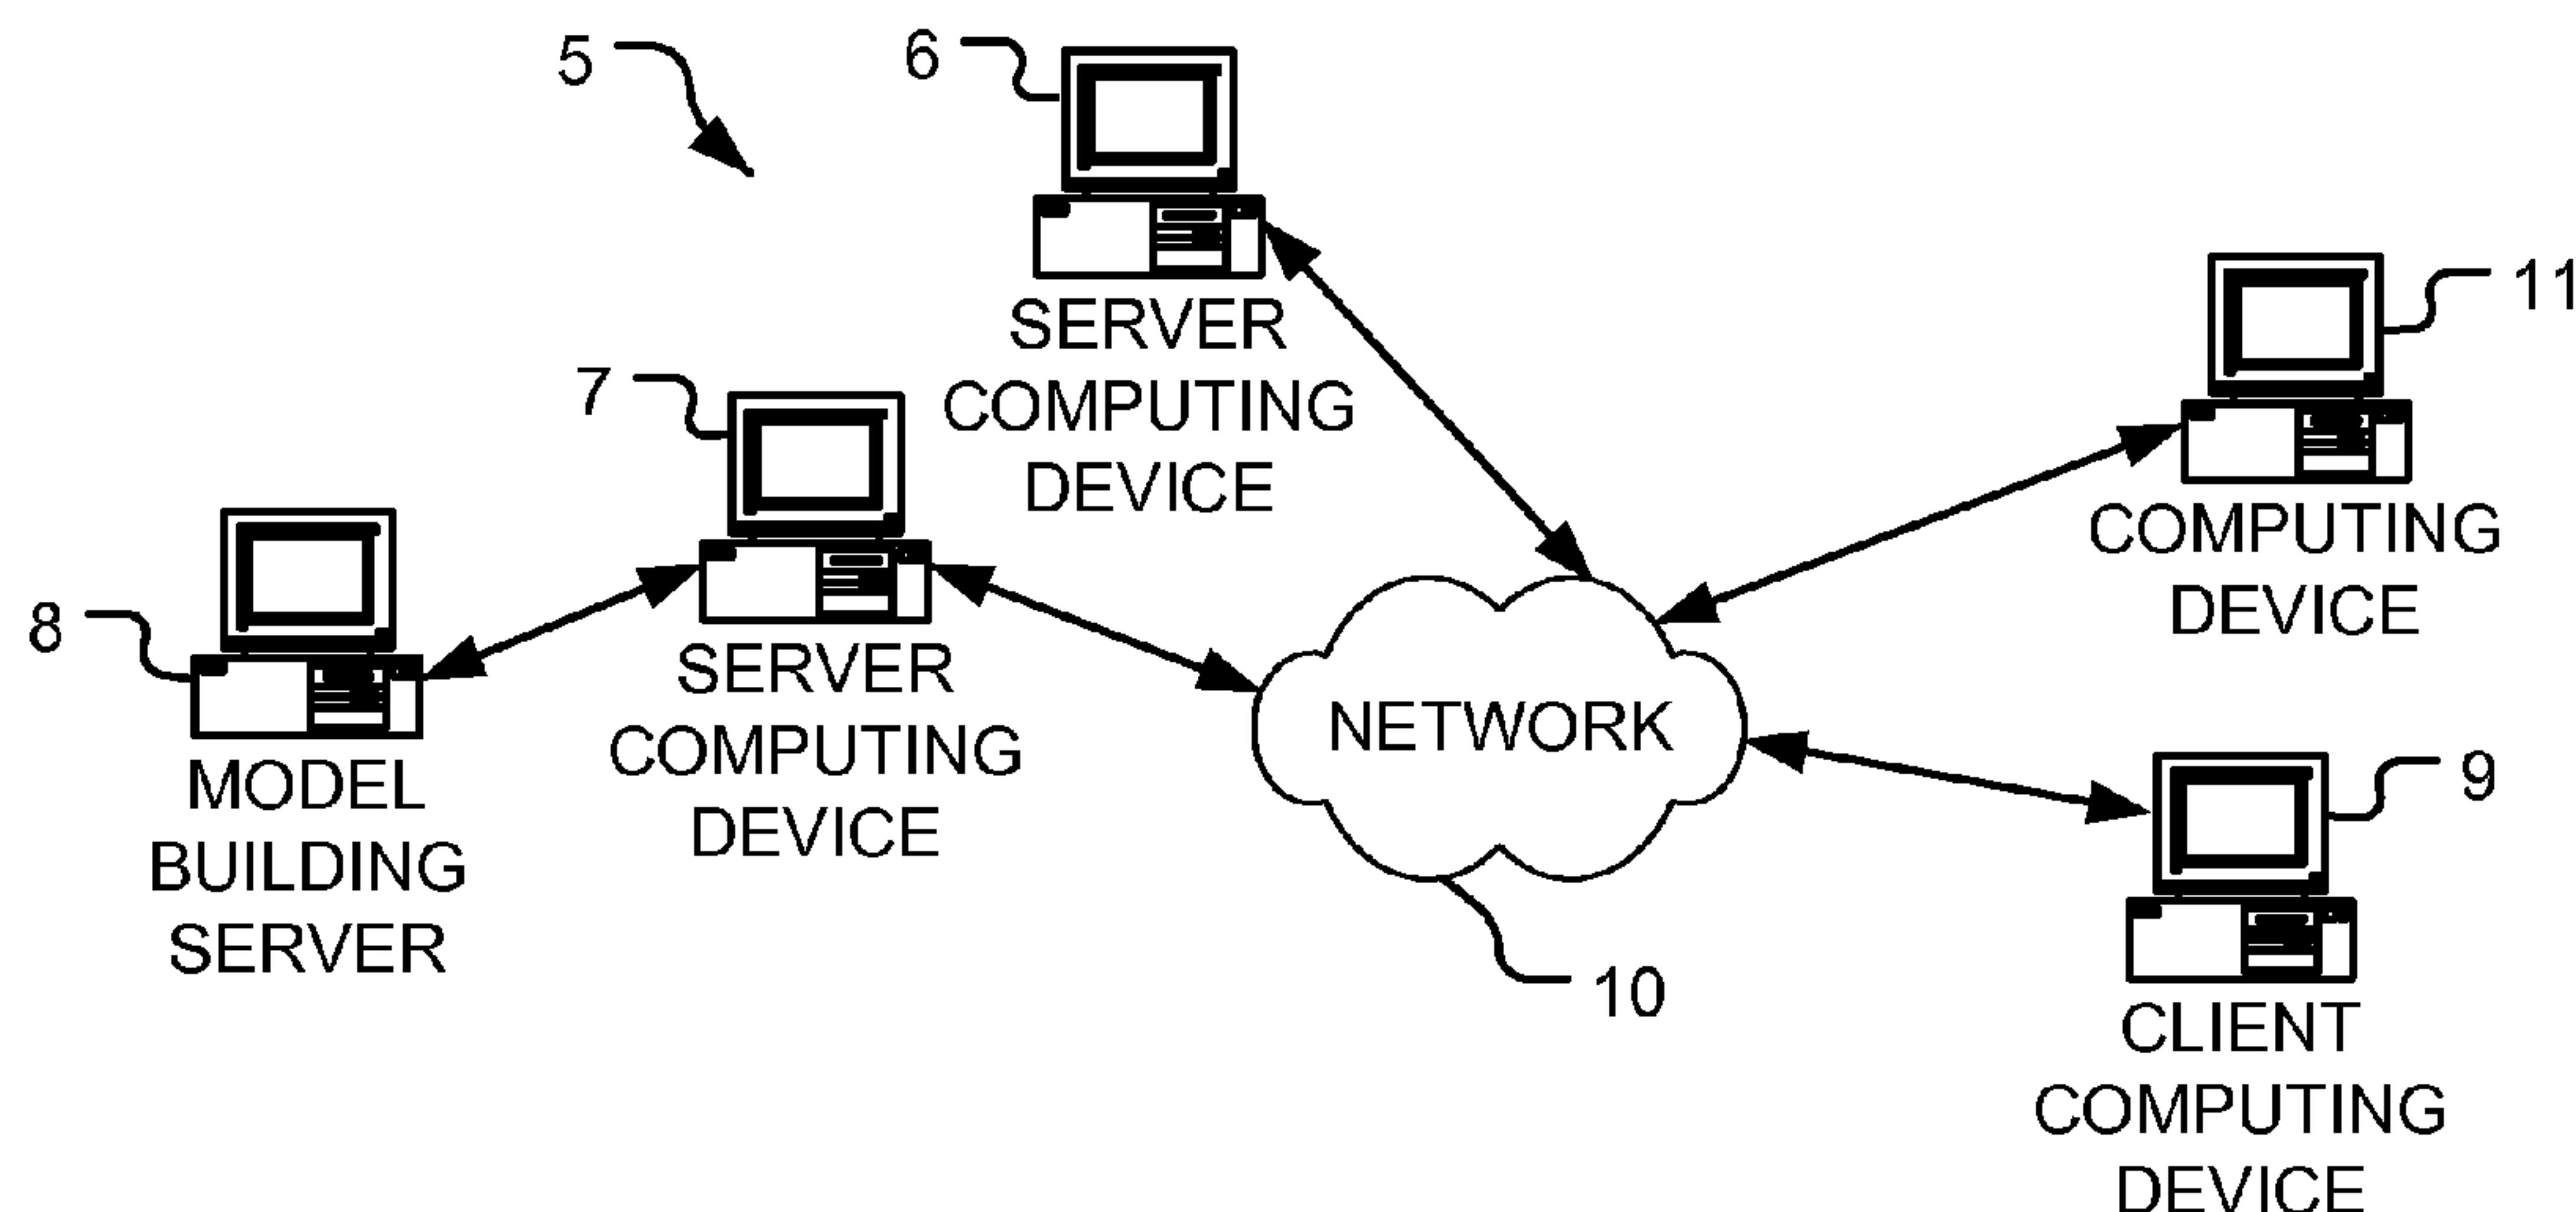 5
6
SERVER
COMPUTING
DEVICE
11
COMPUTING
DEVICE
7
SERVER
COMPUTING
DEVICE
8
MODEL
BUILDING
SERVER
NETWORK
10
9
CLIENT
COMPUTING
DEVICE